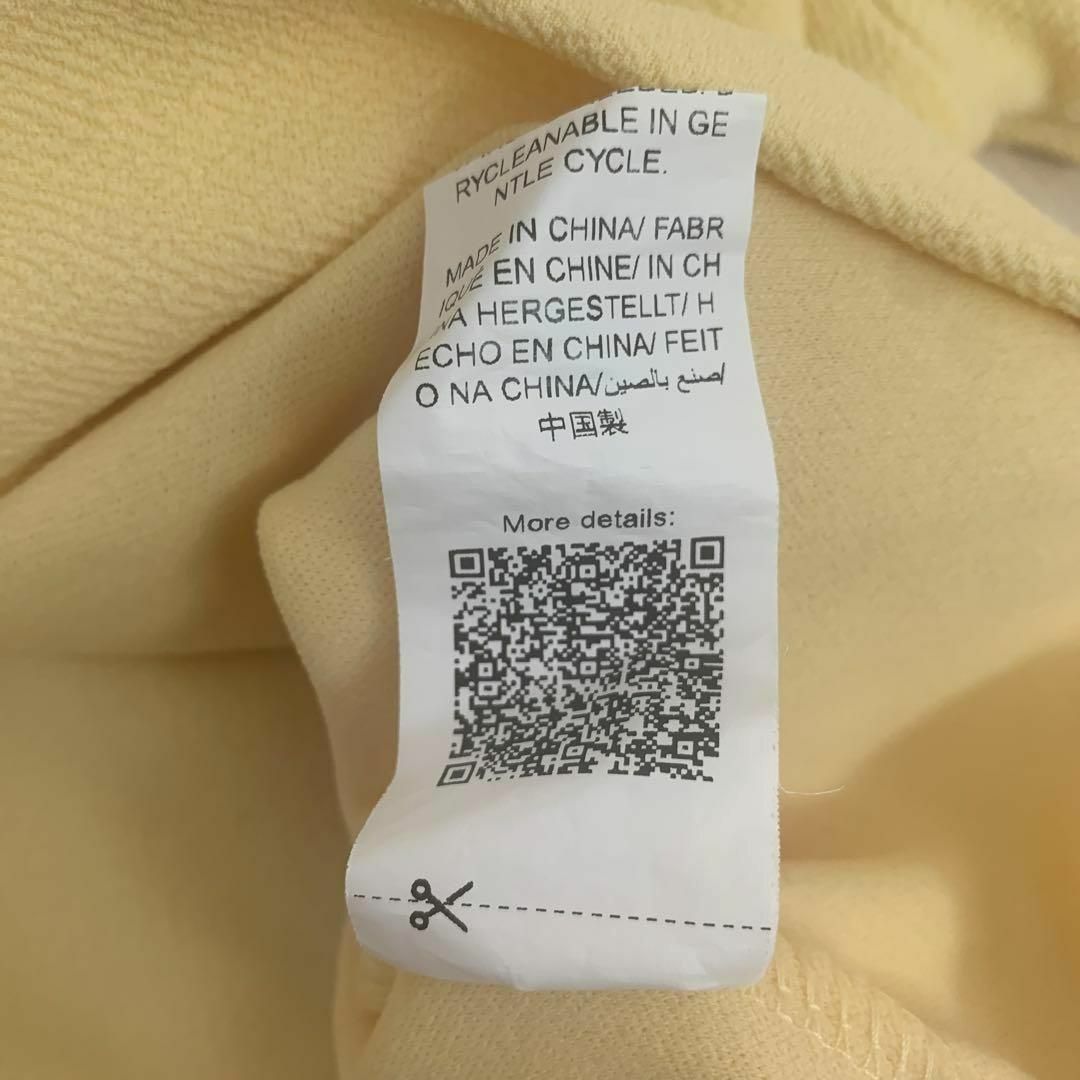 RYCLEANABLE IN GE
NTLE CYCLE.
MADE IN CHINA/ FABR
IQUÉ EN CHINE/ IN CH
INA HERGESTELLT/ H
ECHO EN CHINA/ FEIT
O NA CHINA/صنع بالصين/
中国製
More details: